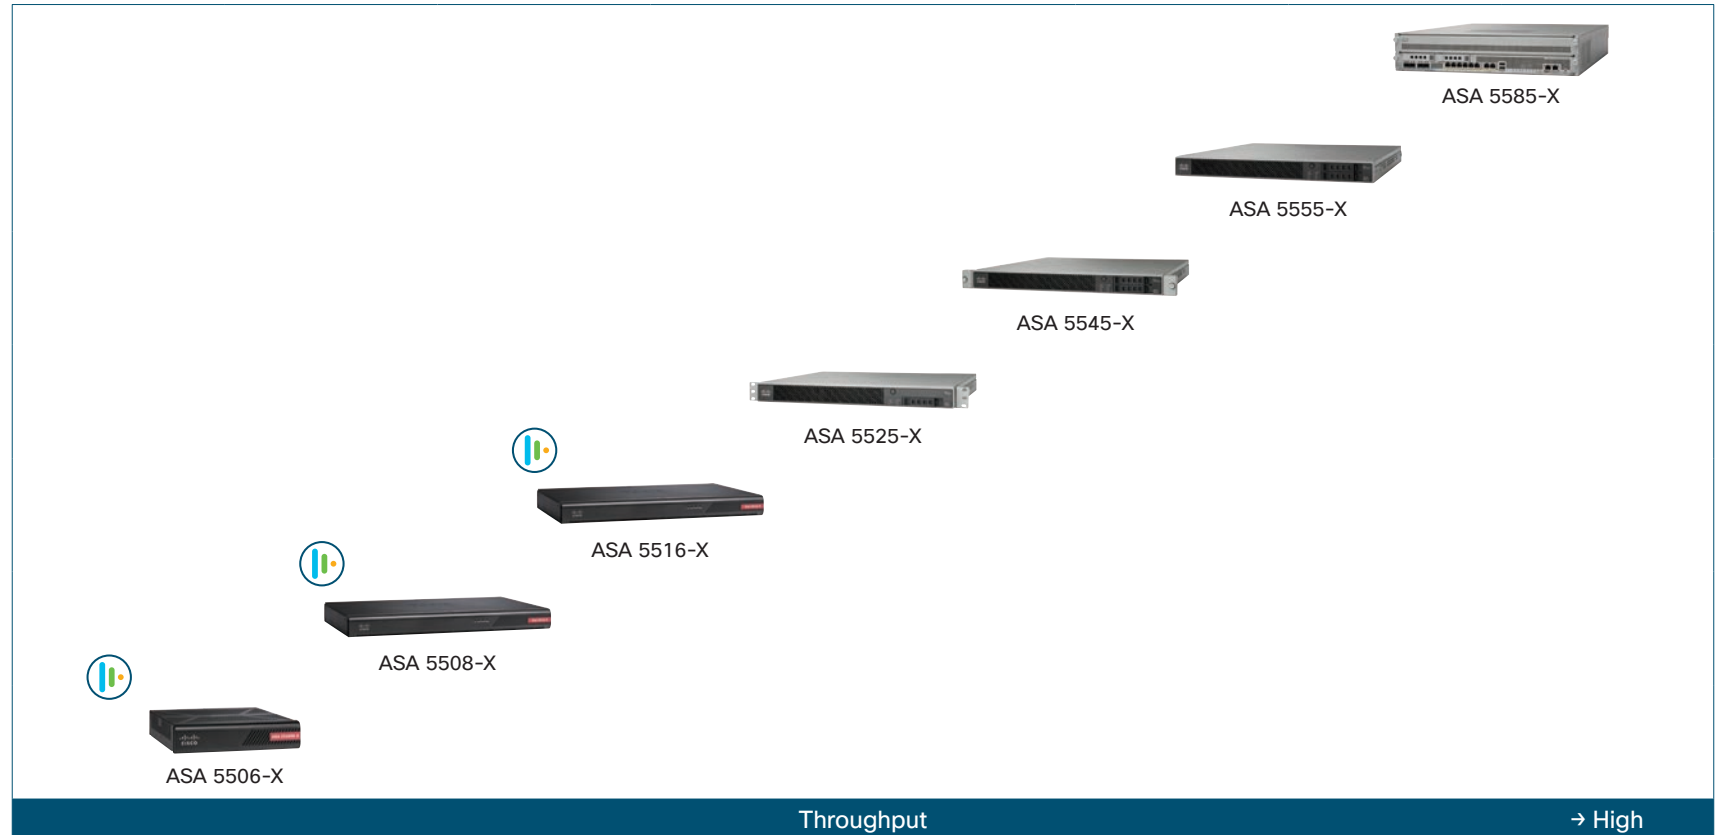 ASA 5585-X
ASA 5555-X
ASA 5545-X
ASA 5525-X
ASA 5516-X
ASA 5508-X
ASA 5506-X
Throughput
→ High